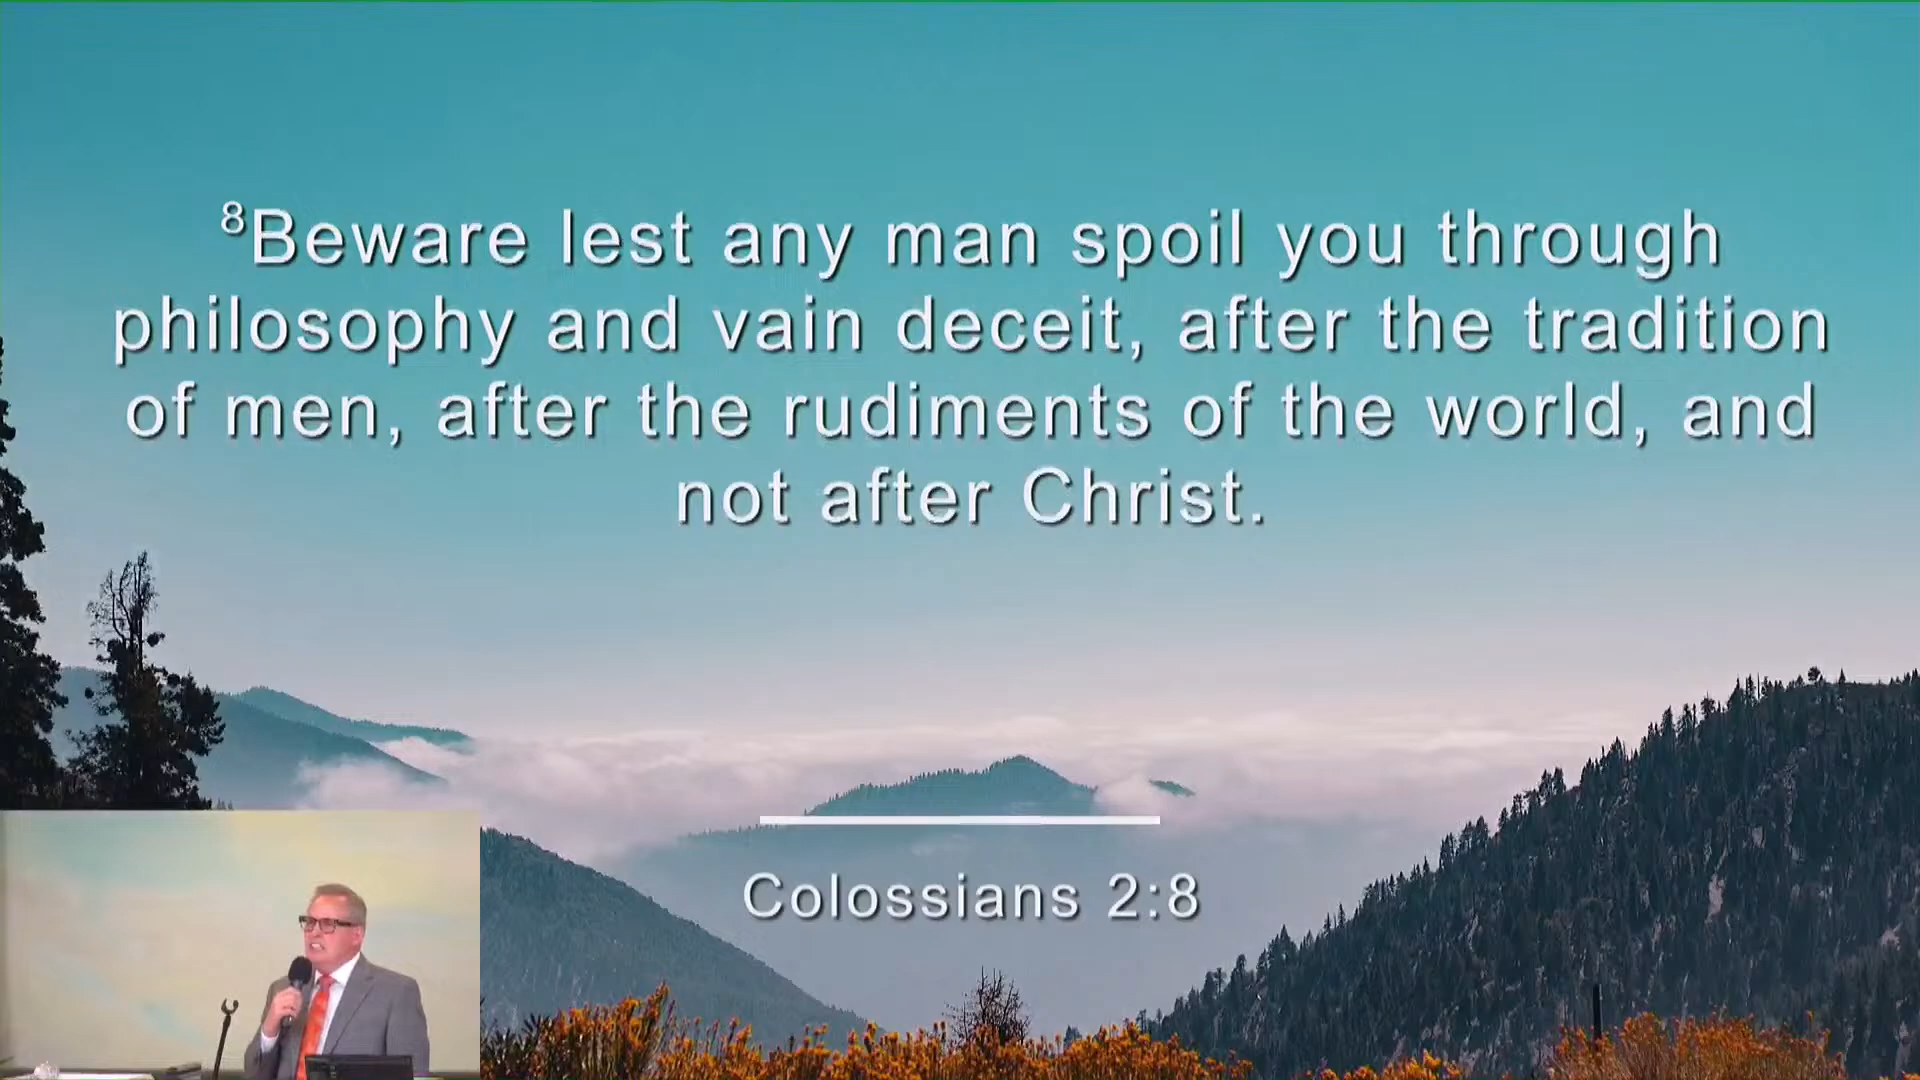 ⁸Beware lest any man spoil you through
philosophy and vain deceit, after the tradition
of men, after the rudiments of the world, and
not after Christ.
Colossians 2:8